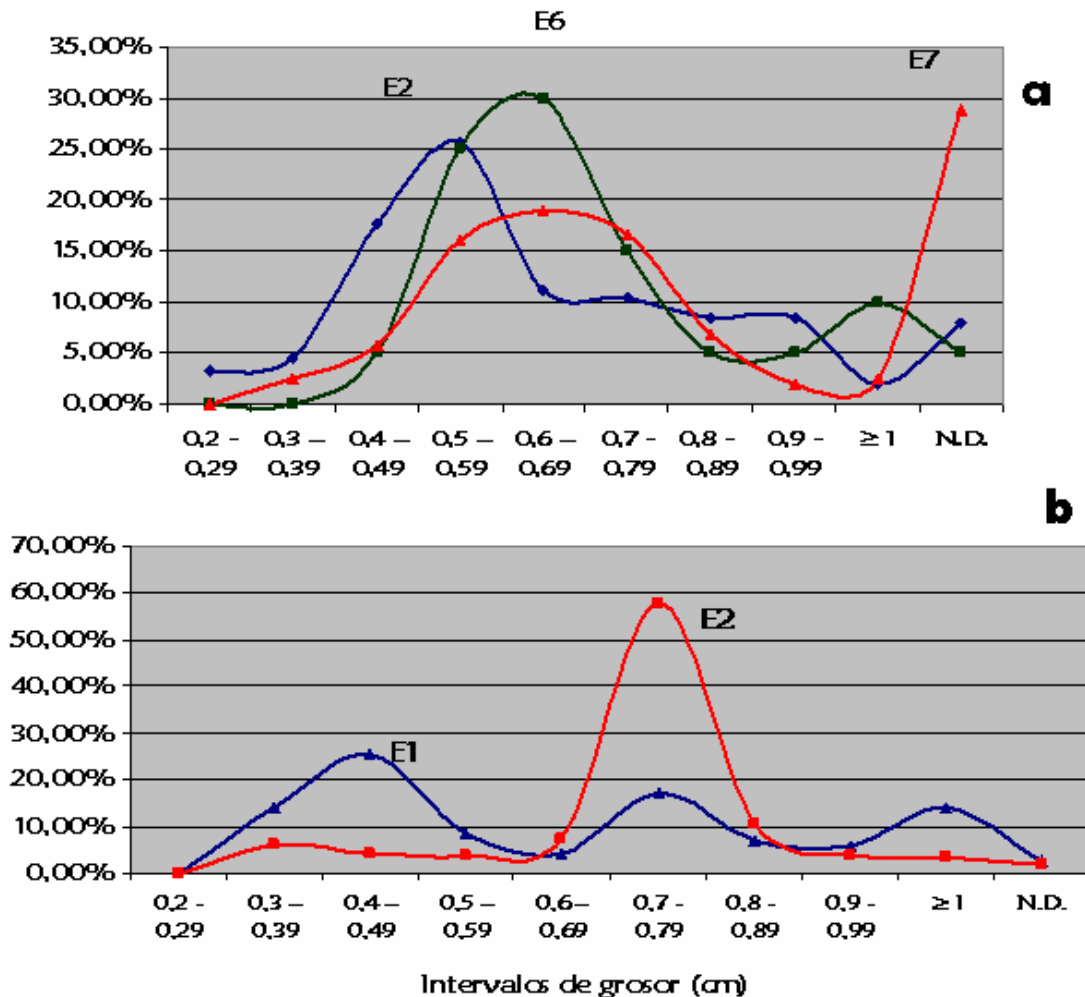 E6
35,00%
30,00%
25,00%
20,00%
15,00%
10,00%
5,00%
0,00%
E2
E7
a
0,2 - 0,3 – 0,4 – 0,5 – 0,6 – 0,7 - 0,8 – 0,9 - ≥ 1 N.D.
0,29 0,39 0,49 0,59 0,69 0,79 0,89 0,99
b
70,00%
60,00%
50,00%
40,00%
30,00%
20,00%
10,00%
0,00%
E2
E1
0,2 - 0,3 – 0,4 – 0,5 – 0,6– 0,7 - 0,8 - 0,9 - ≥ 1 N.D.
0,29 0,39 0,49 0,59 0,69 0,79 0,89 0,99
Intervalos de grosor (cm)